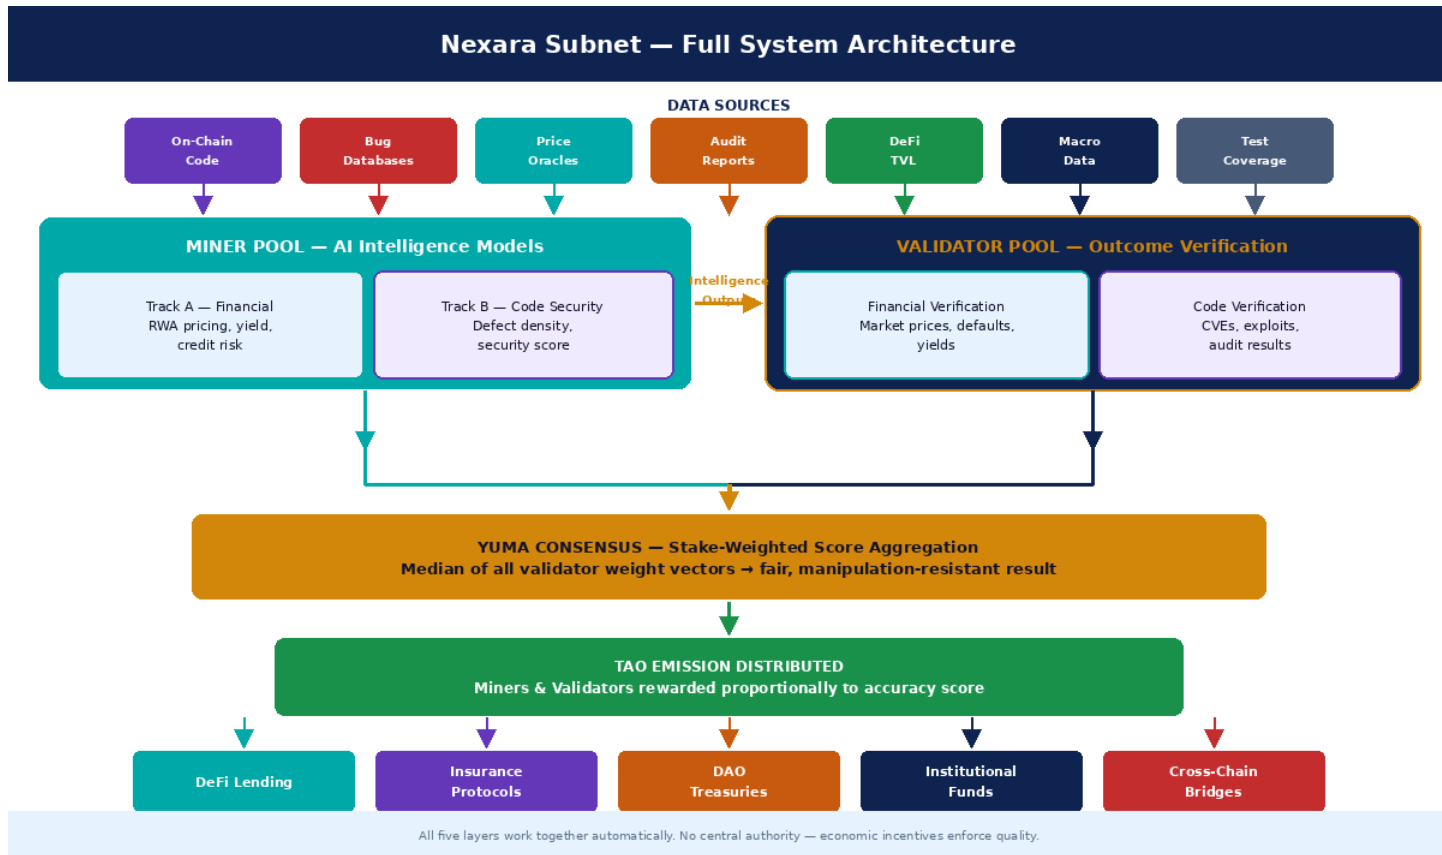 Nexara Subnet — Full System Architecture
DATA SOURCES
On-Chain
Code
Bug
Databases
Price
Oracles
Audit
Reports
DeFi
TVL
Macro
Data
Test
Coverage
MINER POOL — AI Intelligence Models
Track A — Financial
RWA pricing, yield,
credit risk
Track B — Code Security
Defect density,
security score
Intelligence
Outputs
VALIDATOR POOL — Outcome Verification
Financial Verification
Market prices, defaults,
yields
Code Verification
CVEs, exploits,
audit results
YUMA CONSENSUS — Stake-Weighted Score Aggregation
Median of all validator weight vectors → fair, manipulation-resistant result
TAO EMISSION DISTRIBUTED
Miners & Validators rewarded proportionally to accuracy score
DeFi Lending
Insurance
Protocols
DAO
Treasuries
Institutional
Funds
Cross-Chain
Bridges
All five layers work together automatically. No central authority — economic incentives enforce quality.